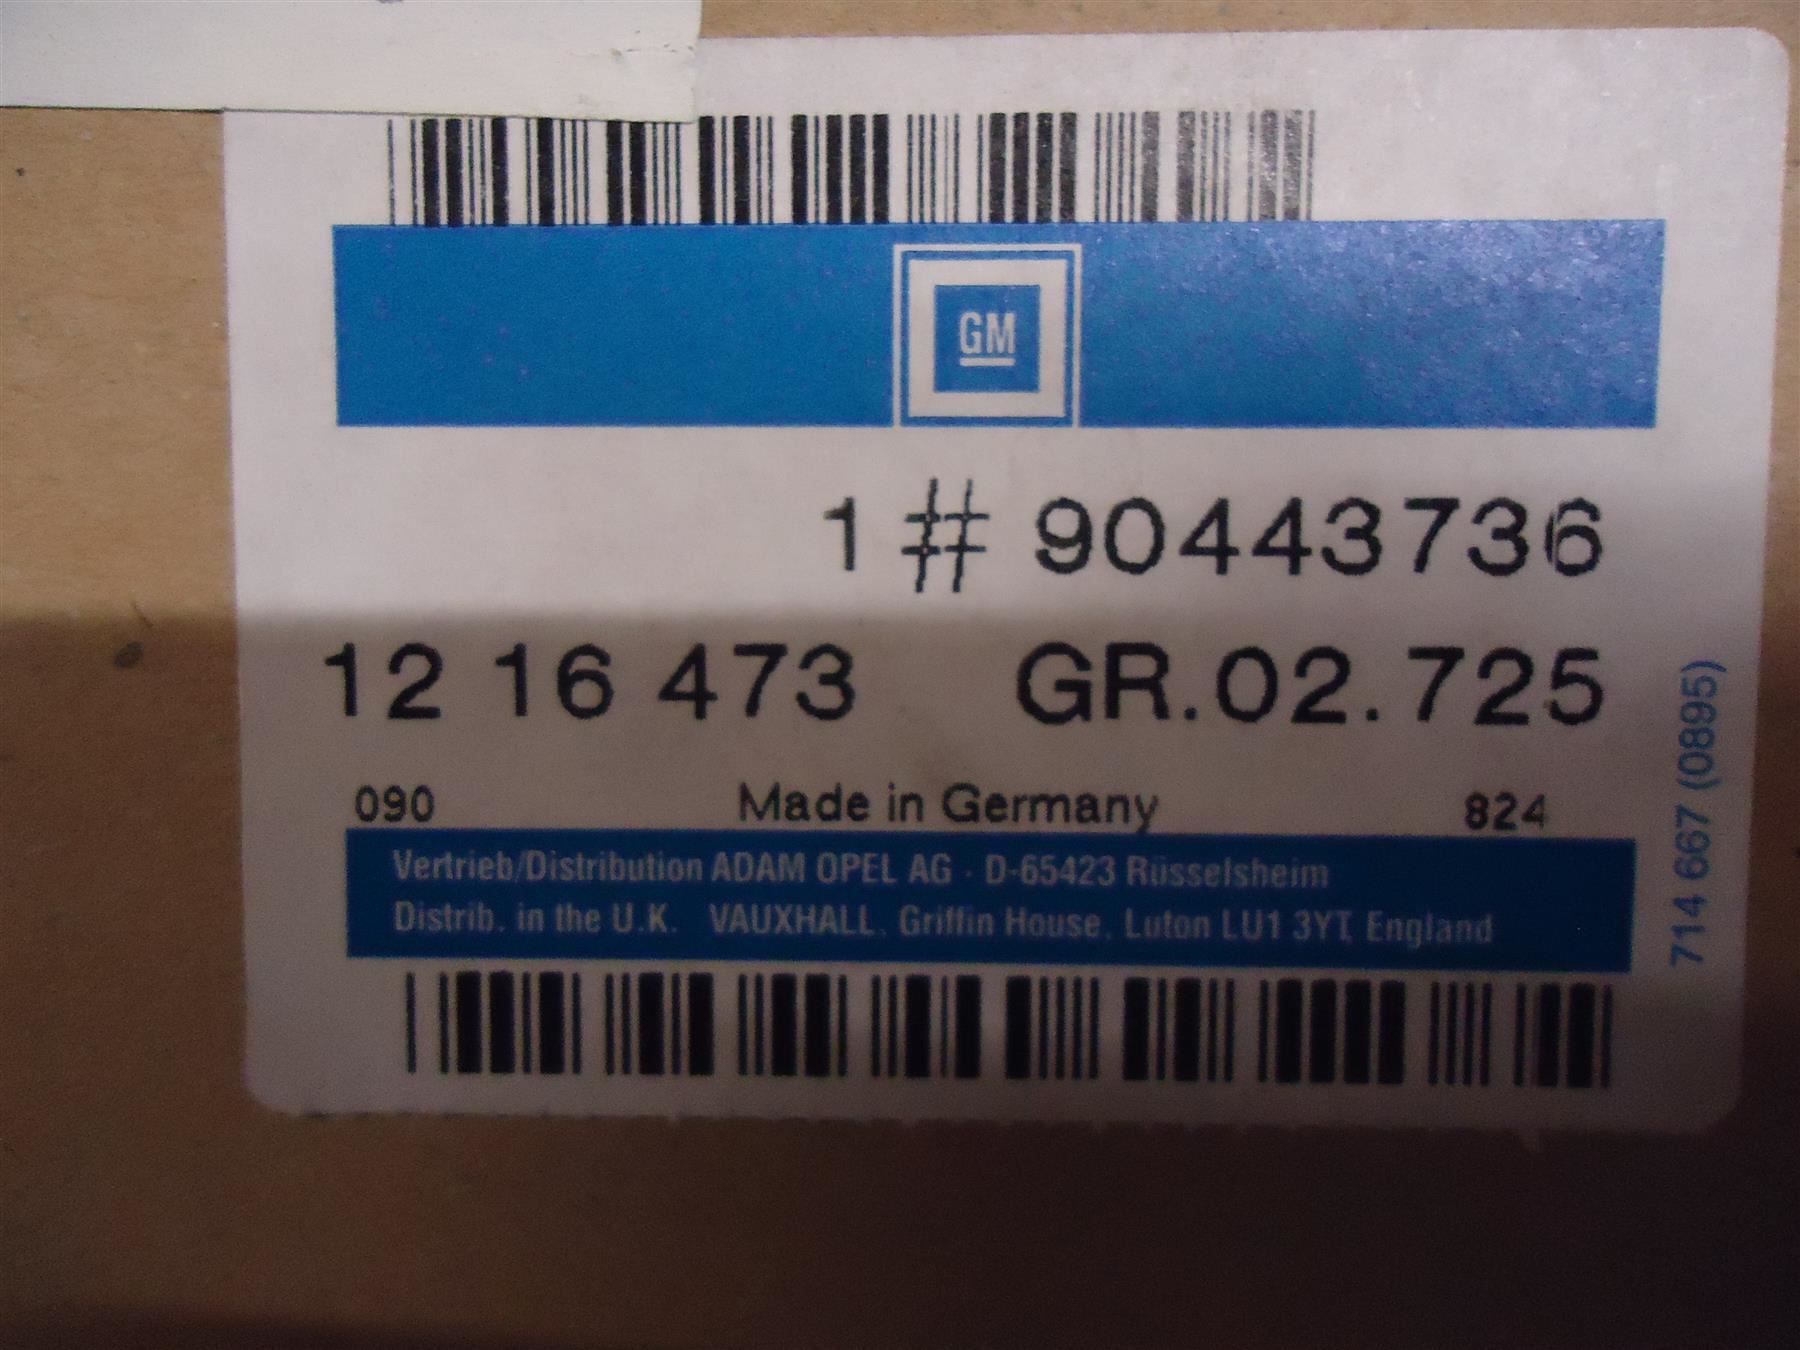 GM
1 # 90443736
12 16 473 GR.02.725
090 Made in Germany 824
Vertrieb/Distribution ADAM OPEL AG · D-65423 Rüsselsheim
Distrib. in the U.K. VAUXHALL, Griffin House, Luton LU1 3YT, England
714 667 (0895)